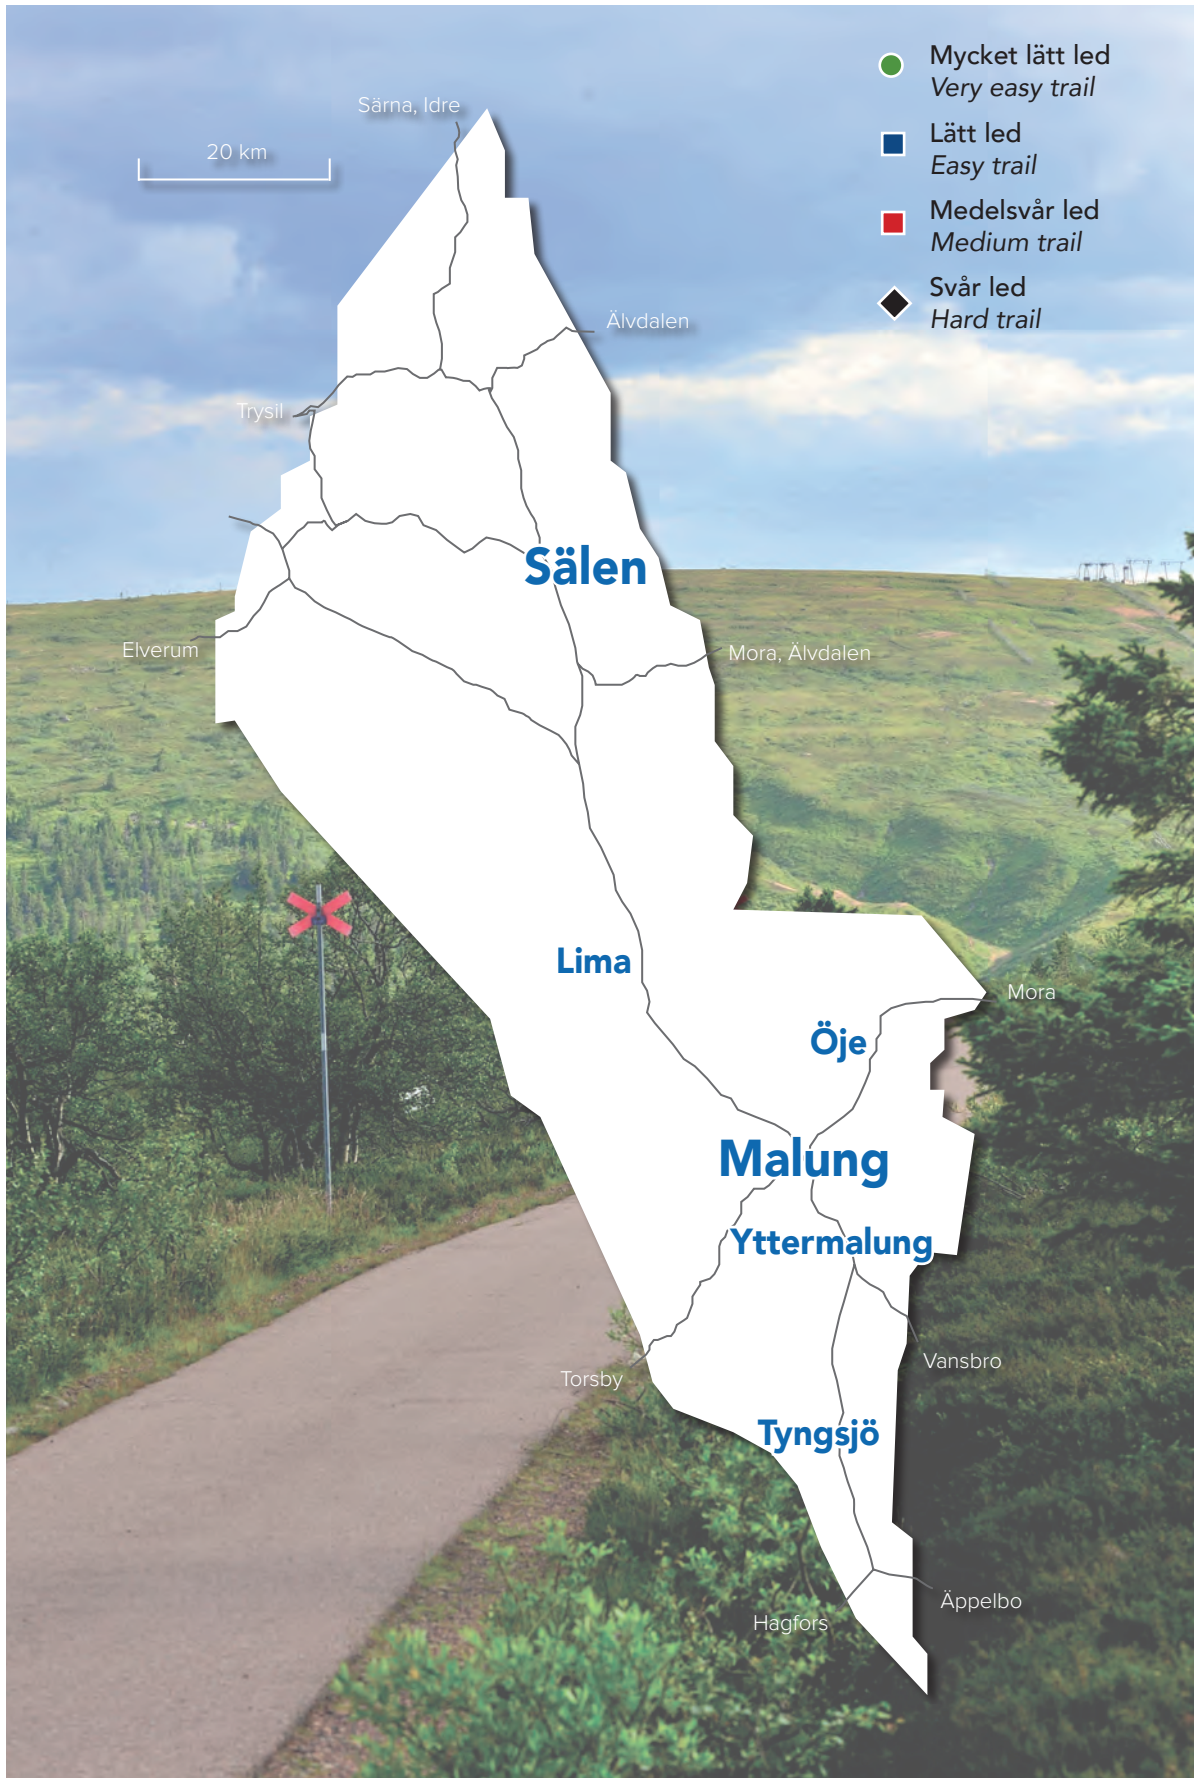 Mycket lätt led
Very easy trail
Lätt led
Easy trail
Medelsvår led
Medium trail
Svår led
Hard trail
Särna, Idre
20 km
Älvdalen
Trysil
Sälen
Elverum
Mora, Älvdalen
Lima
Mora
Öje
Malung
Yttermalung
Vansbro
Torsby
Tyngsjö
Äppelbo
Hagfors